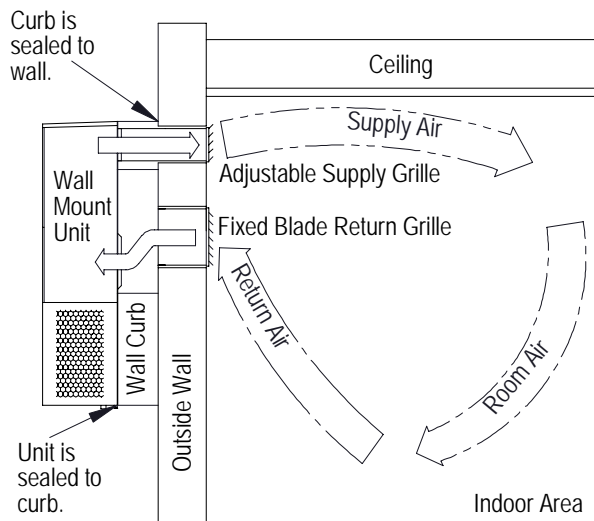 Curb is
sealed to
wall.
Ceiling
Supply Air
Adjustable Supply Grille
Wall
Mount
Unit
Fixed Blade Return Grille
Return Air
Room Air
Wall Curb
Outside Wall
Unit is
sealed to
curb.
Indoor Area